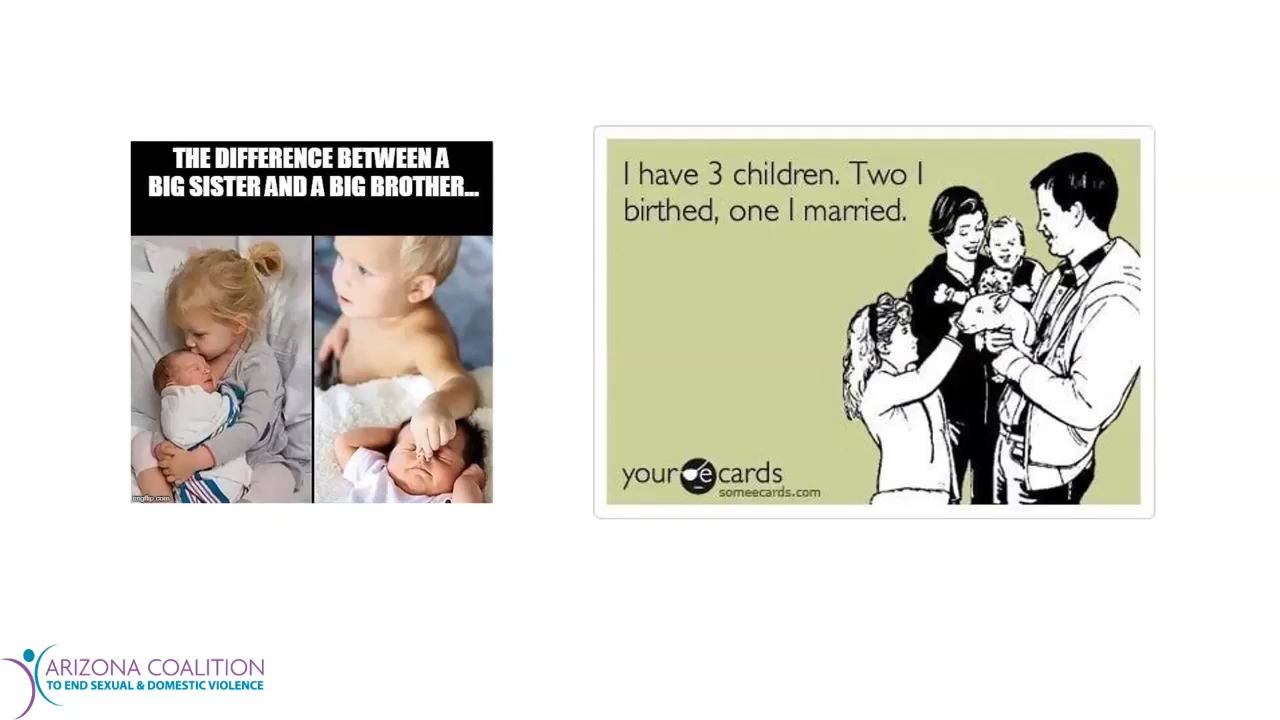 THE DIFFERENCE BETWEEN A
BIG SISTER AND A BIG BROTHER...
imgflip.com
I have 3 children. Two I
birthed, one I married.
your e cards
someecards.com
ARIZONA COALITION
TO END SEXUAL & DOMESTIC VIOLENCE